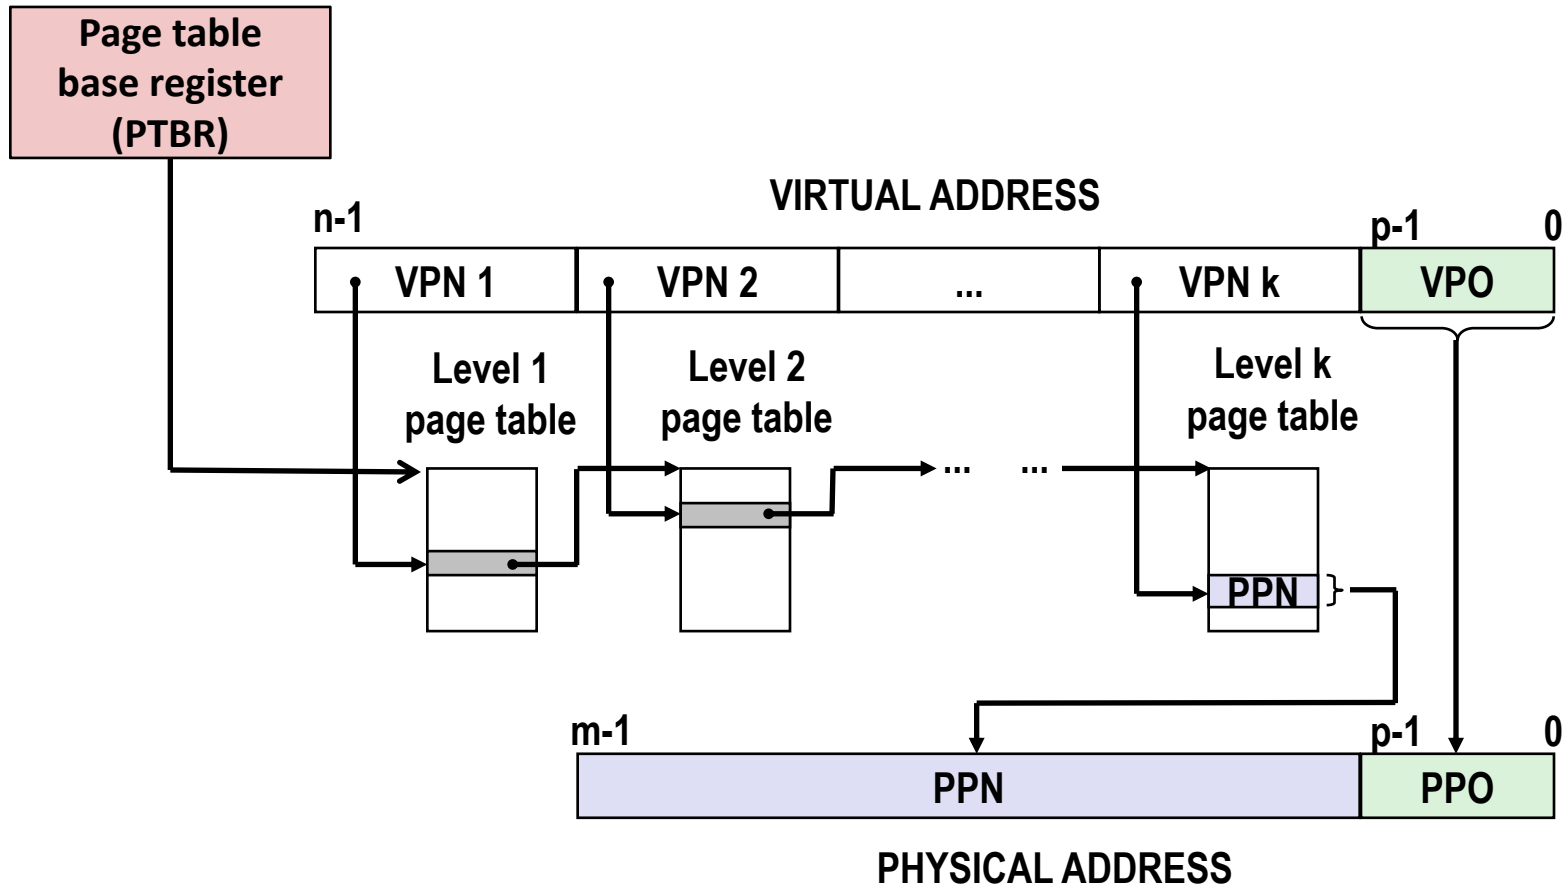 Page table
base register
(PTBR)
VIRTUAL ADDRESS
n-1
p-1
0
VPN 1
VPN 2
...
VPN k
VPO
Level 1
page table
Level 2
page table
Level k
page table
...
...
PPN
m-1
p-1
0
PPN
PPO
PHYSICAL ADDRESS